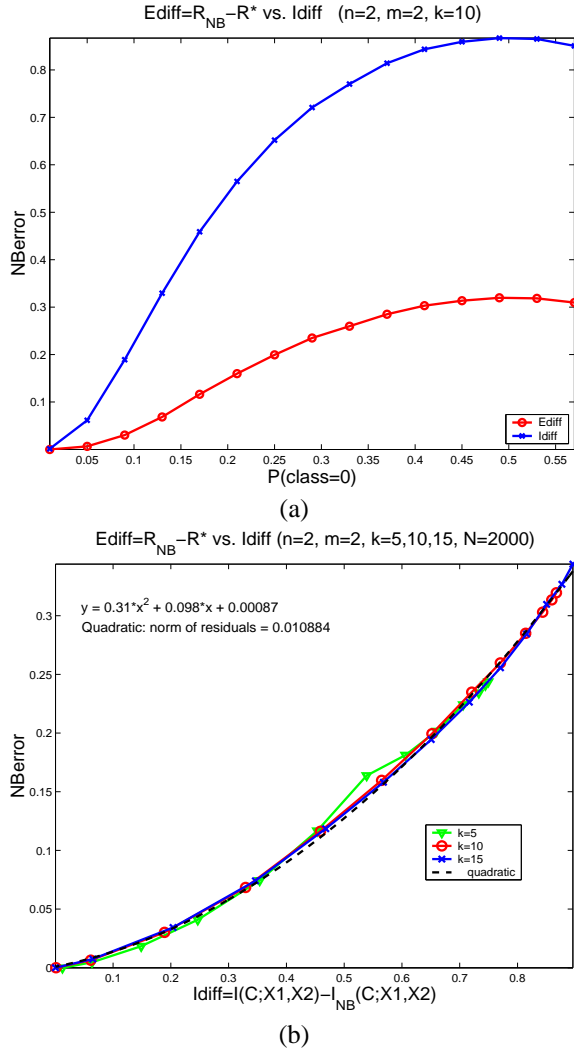 Ediff=R_NB−R* vs. Idiff (n=2, m=2, k=10)
0.8
0.7
0.6
0.5
0.4
0.3
0.2
0.1
NBerror
Ediff
Idiff
0.05 0.1 0.15 0.2 0.25 0.3 0.35 0.4 0.45 0.5 0.55
P(class=0)
(a)
Ediff=R_NB−R* vs. Idiff (n=2, m=2, k=5,10,15, N=2000)
y = 0.31*x^2 + 0.098*x + 0.00087
Quadratic: norm of residuals = 0.010884
0.3
0.25
0.2
0.15
0.1
0.05
0
NBerror
k=5
k=10
k=15
quadratic
0.1 0.2 0.3 0.4 0.5 0.6 0.7 0.8
Idiff=I(C;X1,X2)−I_NB(C;X1,X2)
(b)